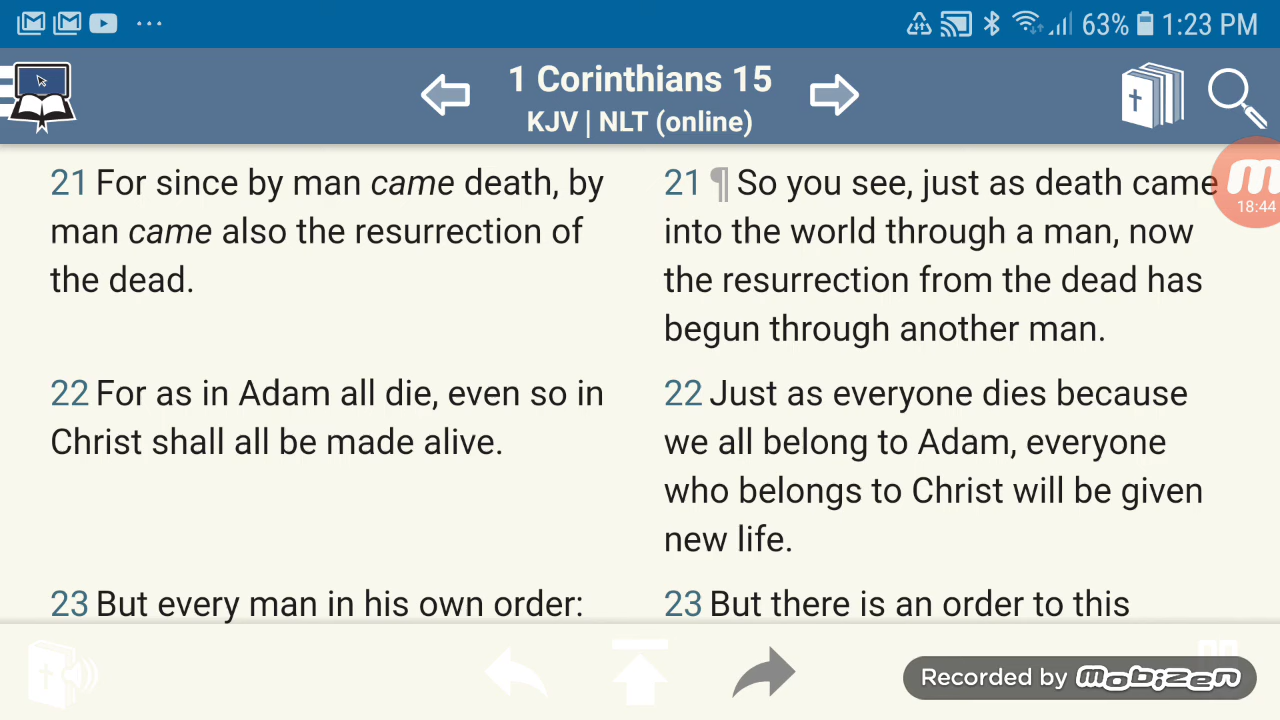 63% 1:23 PM
1 Corinthians 15
KJV | NLT (online)
18:44
21 For since by man came death, by
man came also the resurrection of
the dead.
22 For as in Adam all die, even so in
Christ shall all be made alive.
23 But every man in his own order:
21 ¶ So you see, just as death came
into the world through a man, now
the resurrection from the dead has
begun through another man.
22 Just as everyone dies because
we all belong to Adam, everyone
who belongs to Christ will be given
new life.
23 But there is an order to this
Recorded by mobizen